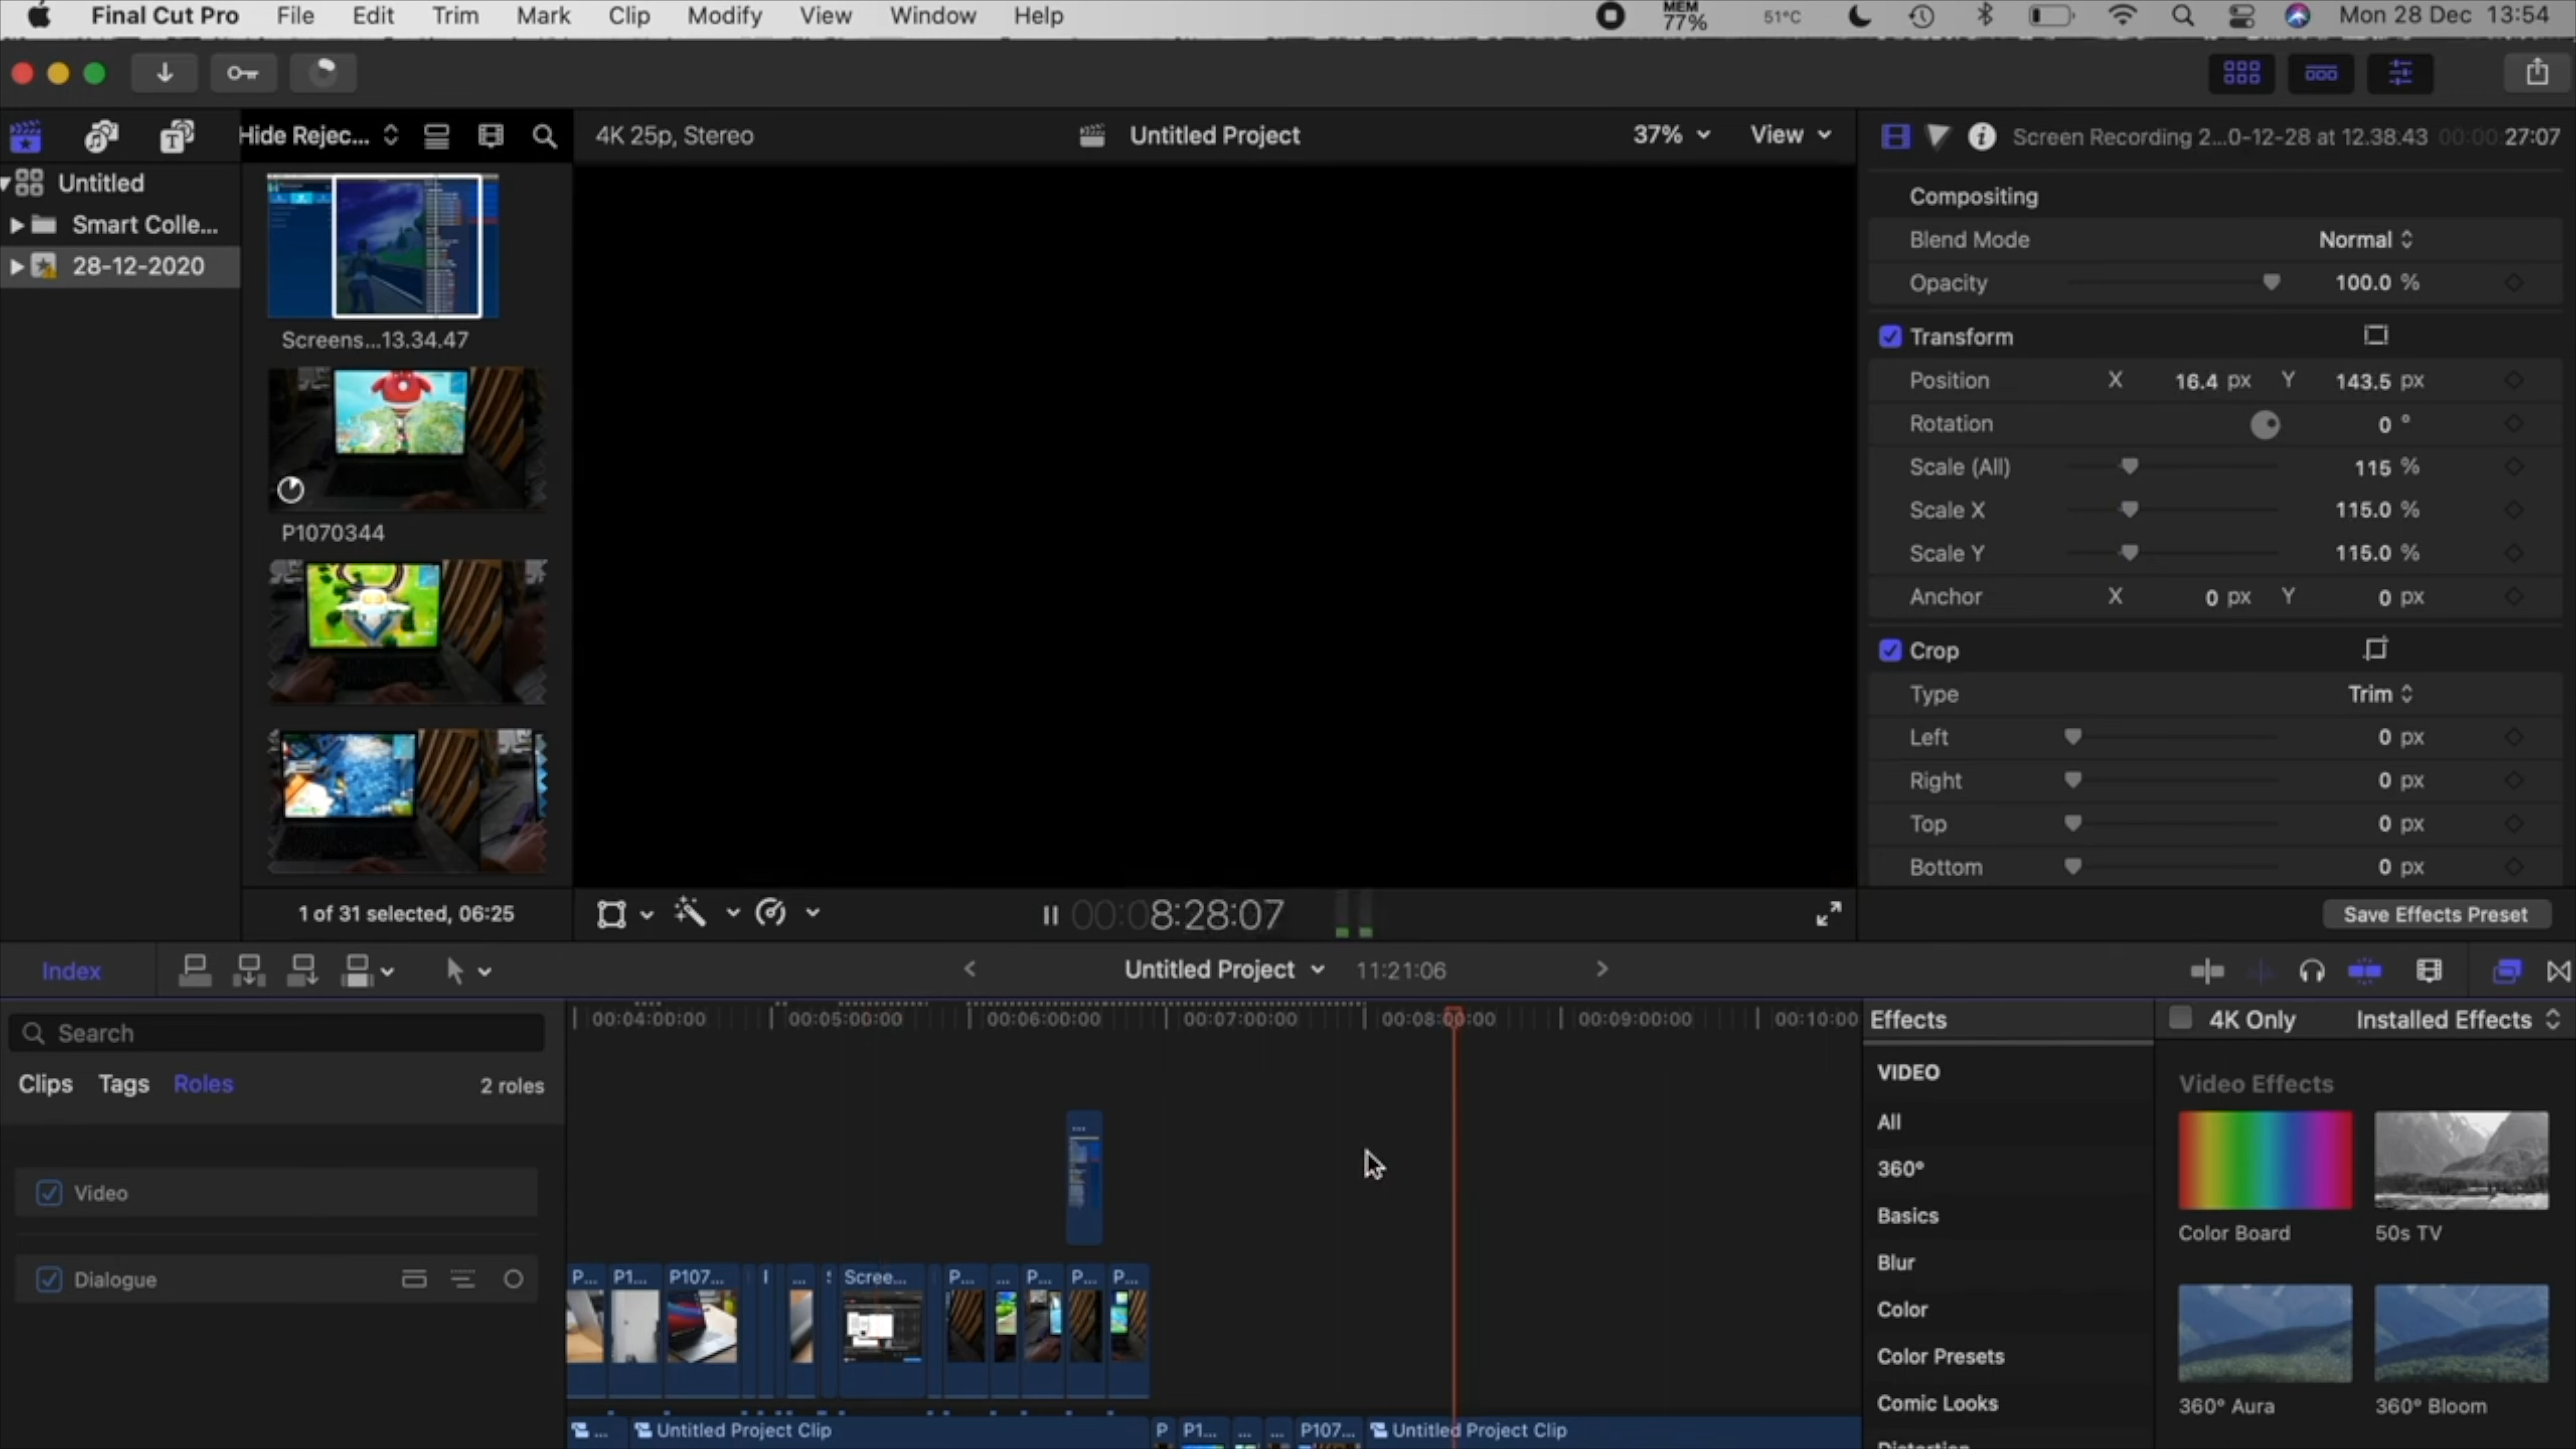 Final Cut Pro File Edit Trim Mark Clip Modify View Window Help MEM 77% 51°C Mon 28 Dec 13:54
Hide Rejec... 4K 25p, Stereo Untitled Project 37% View Screen Recording 2...0-12-28 at 12.38.43 00:00:27:07
Untitled
Smart Colle...
28-12-2020
Screens...13.34.47
P1070344
1 of 31 selected, 06:25
Compositing
Blend Mode Normal
Opacity 100.0 %
Transform
Position X 16.4 px Y 143.5 px
Rotation 0 °
Scale (All) 115 %
Scale X 115.0 %
Scale Y 115.0 %
Anchor X 0 px Y 0 px
Crop
Type Trim
Left 0 px
Right 0 px
Top 0 px
Bottom 0 px
00:08:28:07
Save Effects Preset
Index Untitled Project 11:21:06
Search
Clips Tags Roles 2 roles
Video
Dialogue
00:04:00:00 00:05:00:00 00:06:00:00 00:07:00:00 00:08:00:00 00:09:00:00 00:10:00
P... P1... P107... ... Scree... P... ... P... P... P...
... Untitled Project Clip P P1... ... ... P107... Untitled Project Clip
Effects 4K Only Installed Effects
VIDEO
All
360°
Basics
Blur
Color
Color Presets
Comic Looks
Distortion
Video Effects
Color Board 50s TV
360° Aura 360° Bloom